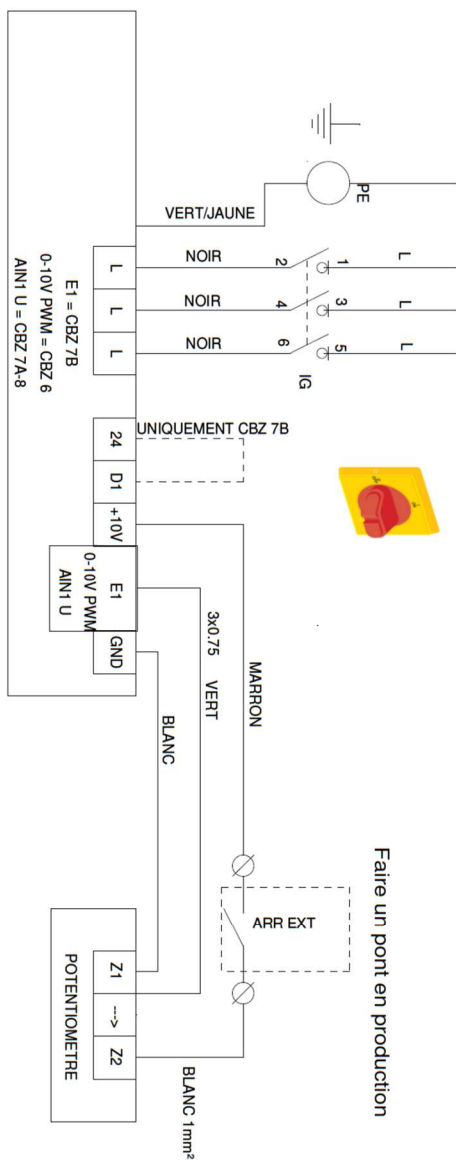 PE
VERT/JAUNE
L
L
L
1
3
5
2
4
6
IG
NOIR
NOIR
NOIR
L
L
L
E1 = CBZ 7B
0-10V PWM = CBZ 6
AIN1 U = CBZ 7A-8
UNIQUEMENT CBZ 7B
24
D1
+10V
E1
0-10V PWM
AIN1 U
GND
MARRON
3x0.75 VERT
BLANC
Faire un pont en production
ARR EXT
Z1
--->
Z2
POTENTIOMETRE
BLANC 1mm²